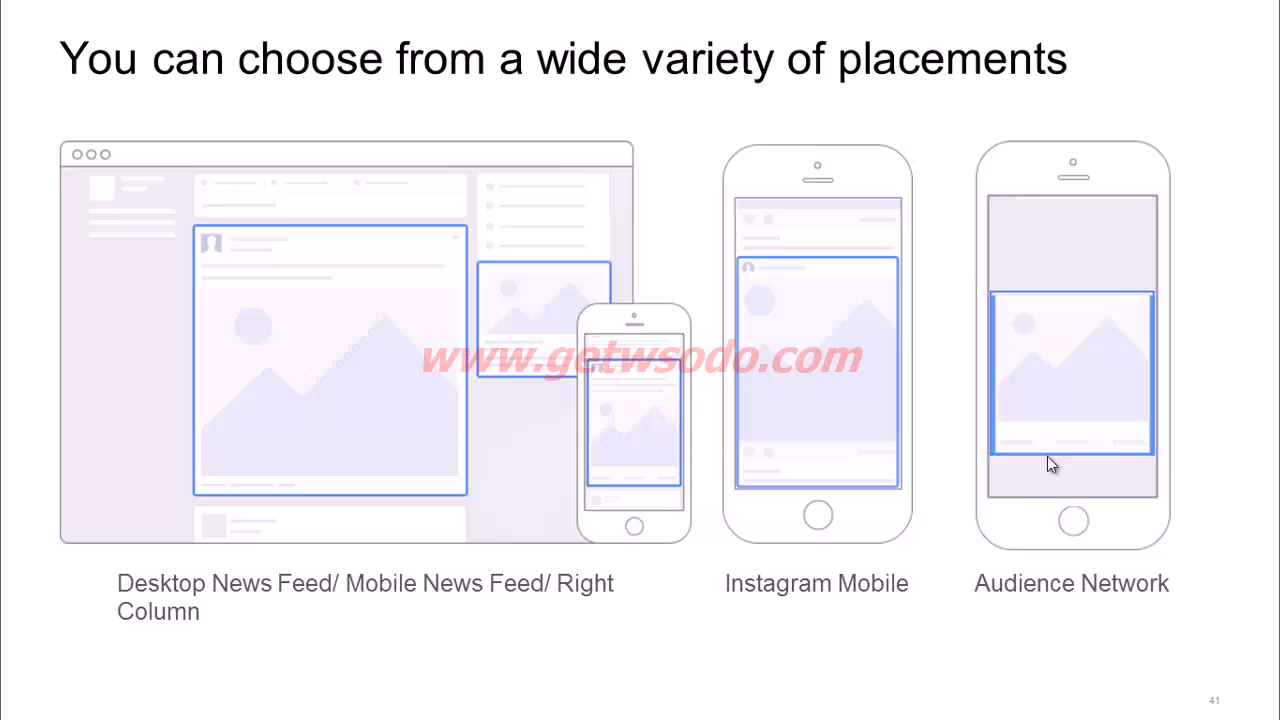 You can choose from a wide variety of placements
www.getwsodo.com
Desktop News Feed/ Mobile News Feed/ Right
Column
Instagram Mobile
Audience Network
41